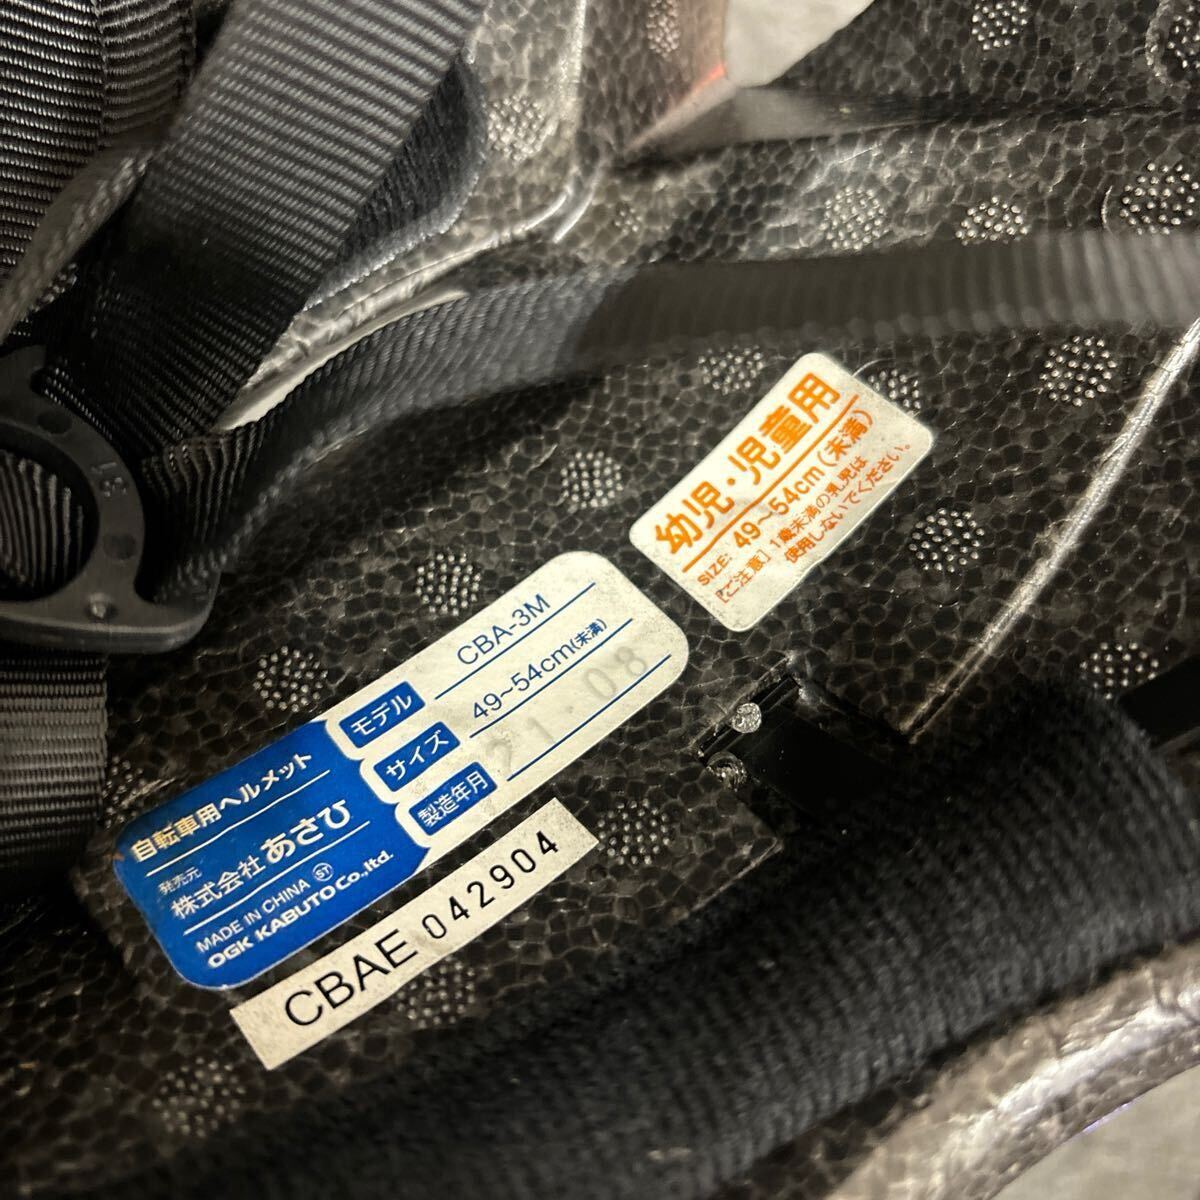 幼児・児童用
SIZE: 49~54cm(未満)
[ご注意] 1歳未満の乳児は
使用しないでください。
自転車用ヘルメット
発売元
株式会社あさひ
MADE IN CHINA ST
OGK KABUTO Co.,ltd.
モデル CBA-3M
サイズ 49~54cm(未満)
製造年月 21 08
CBAE 042904